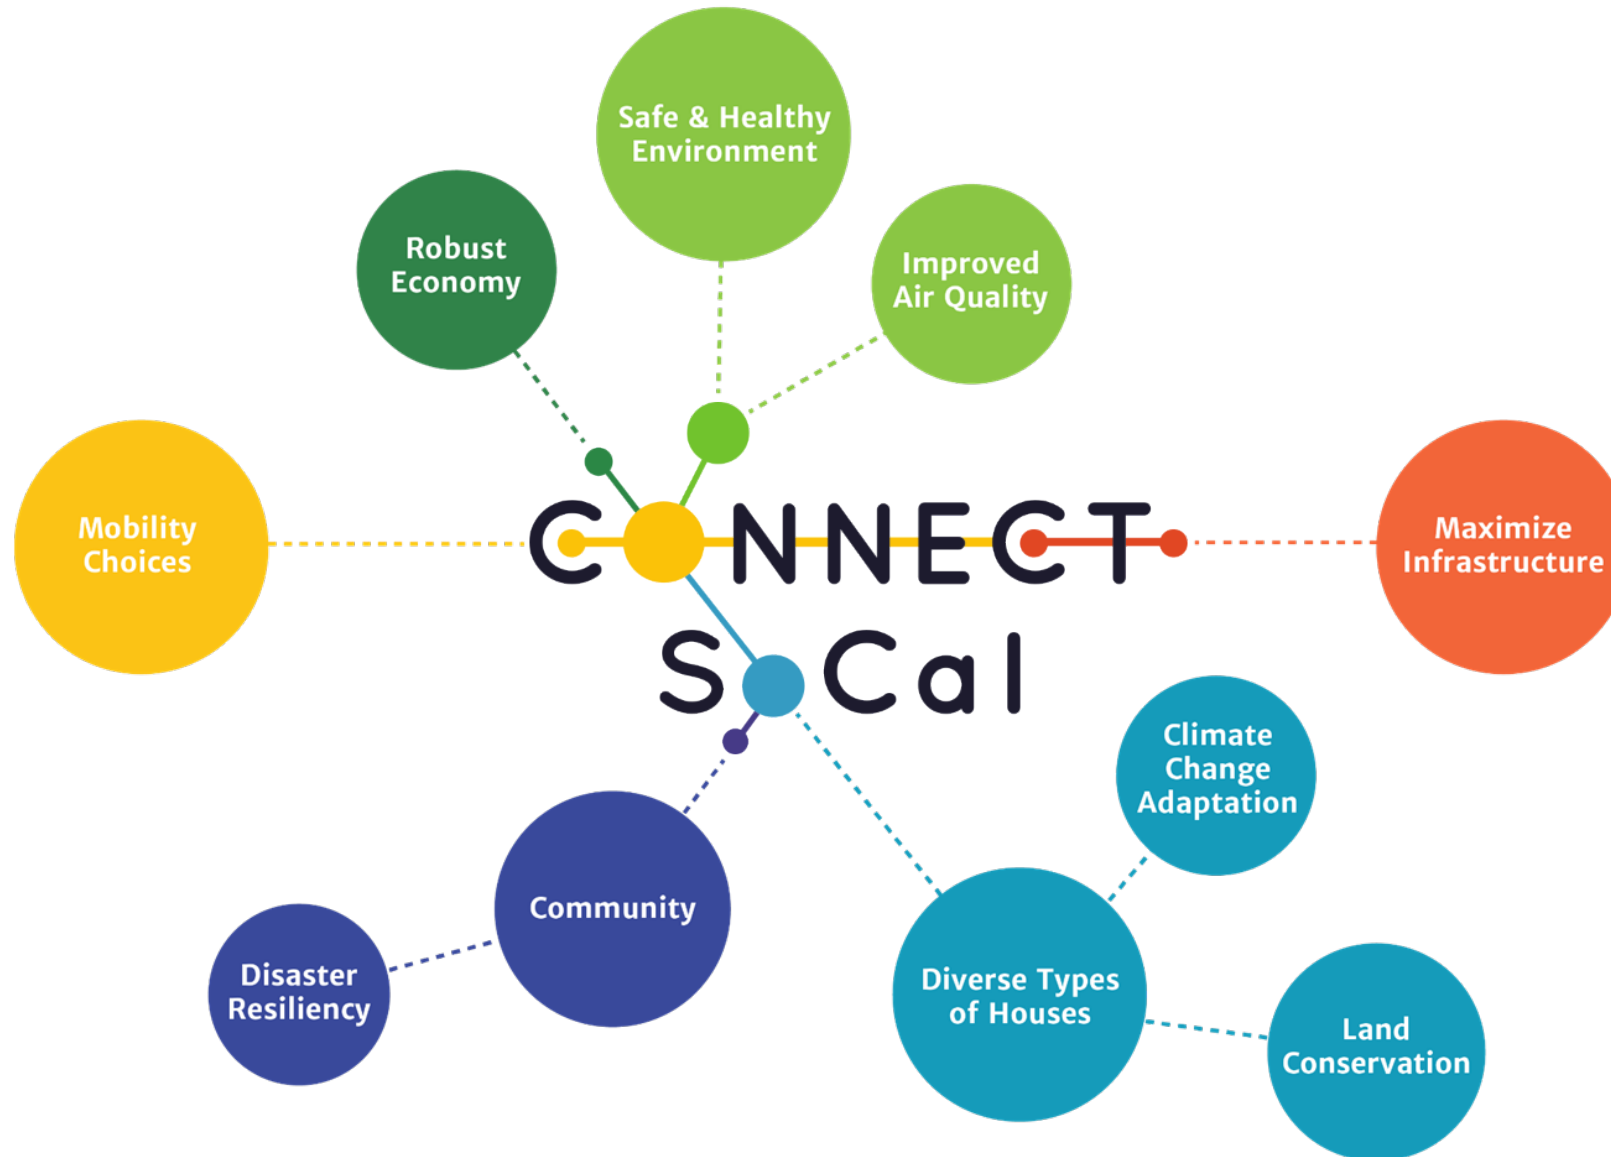 Safe & Healthy
Environment
Robust
Economy
Improved
Air Quality
Mobility
Choices
CONNECT
SoCal
Maximize
Infrastructure
Climate
Change
Adaptation
Community
Diverse Types
of Houses
Disaster
Resiliency
Land
Conservation